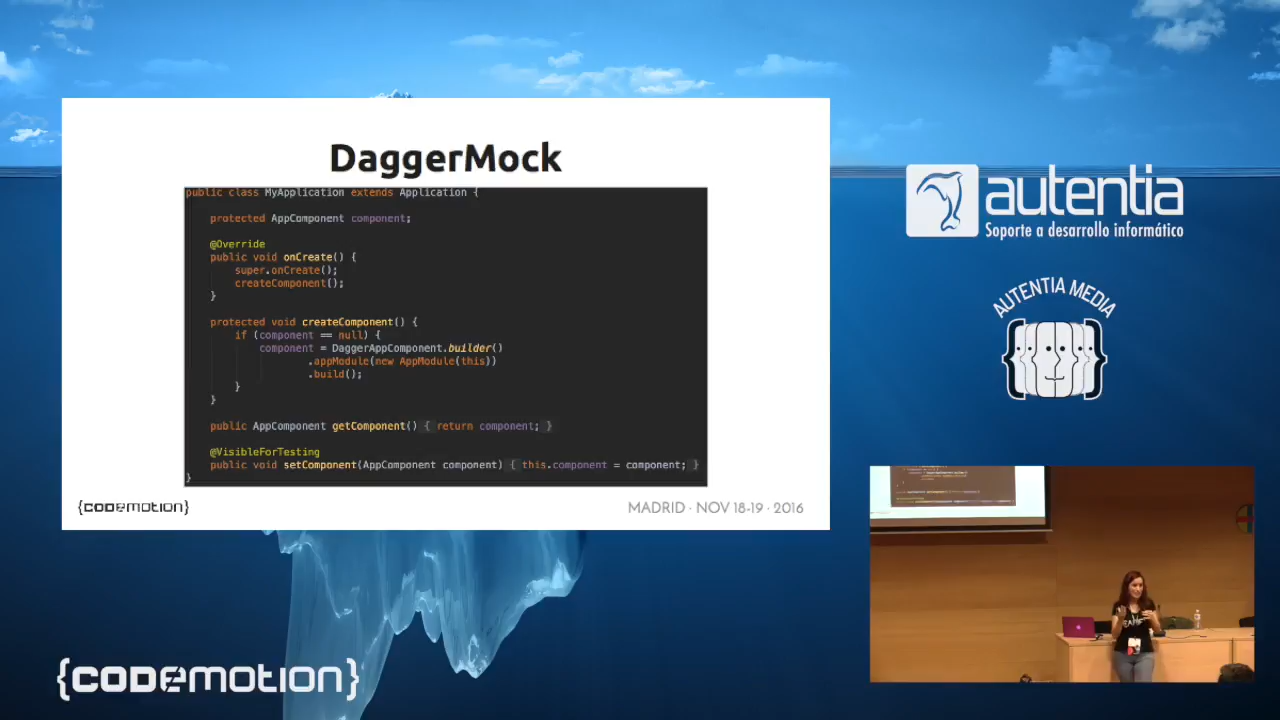 DaggerMock
public class MyApplication extends Application {
protected AppComponent component;
@Override
public void onCreate() {
super.onCreate();
createComponent();
}
protected void createComponent() {
if (component == null) {
component = DaggerAppComponent.builder()
.appModule(new AppModule(this))
.build();
}
}
public AppComponent getComponent() { return component; }
@VisibleForTesting
public void setComponent(AppComponent component) { this.component = component; }
}
{codemotion}
MADRID · NOV 18-19 · 2016
autentia
Soporte a desarrollo informático
AUTENTIA MEDIA
{codemotion}